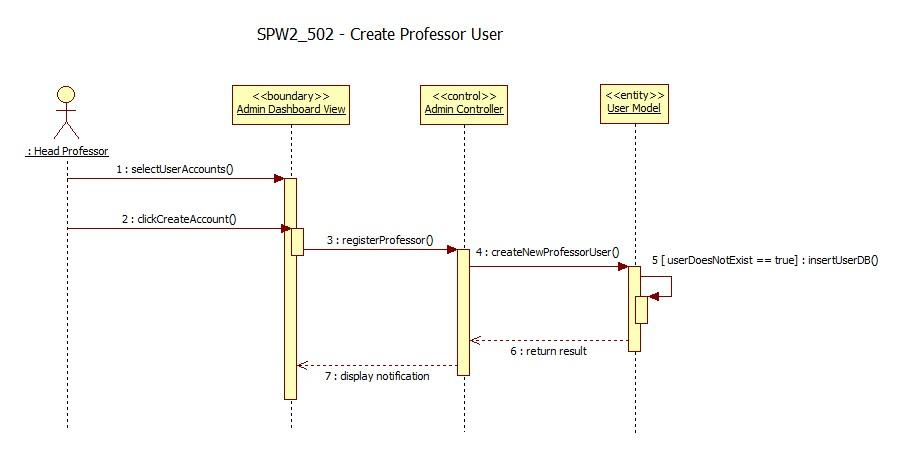 SPW2_502 - Create Professor User
<<boundary>>
Admin Dashboard View
<<control>>
Admin Controller
<<entity>>
User Model
: Head Professor
1 : selectUserAccounts()
2 : clickCreateAccount()
3 : registerProfessor()
4 : createNewProfessorUser()
5 [ userDoesNotExist == true] : insertUserDB()
6 : return result
7 : display notification